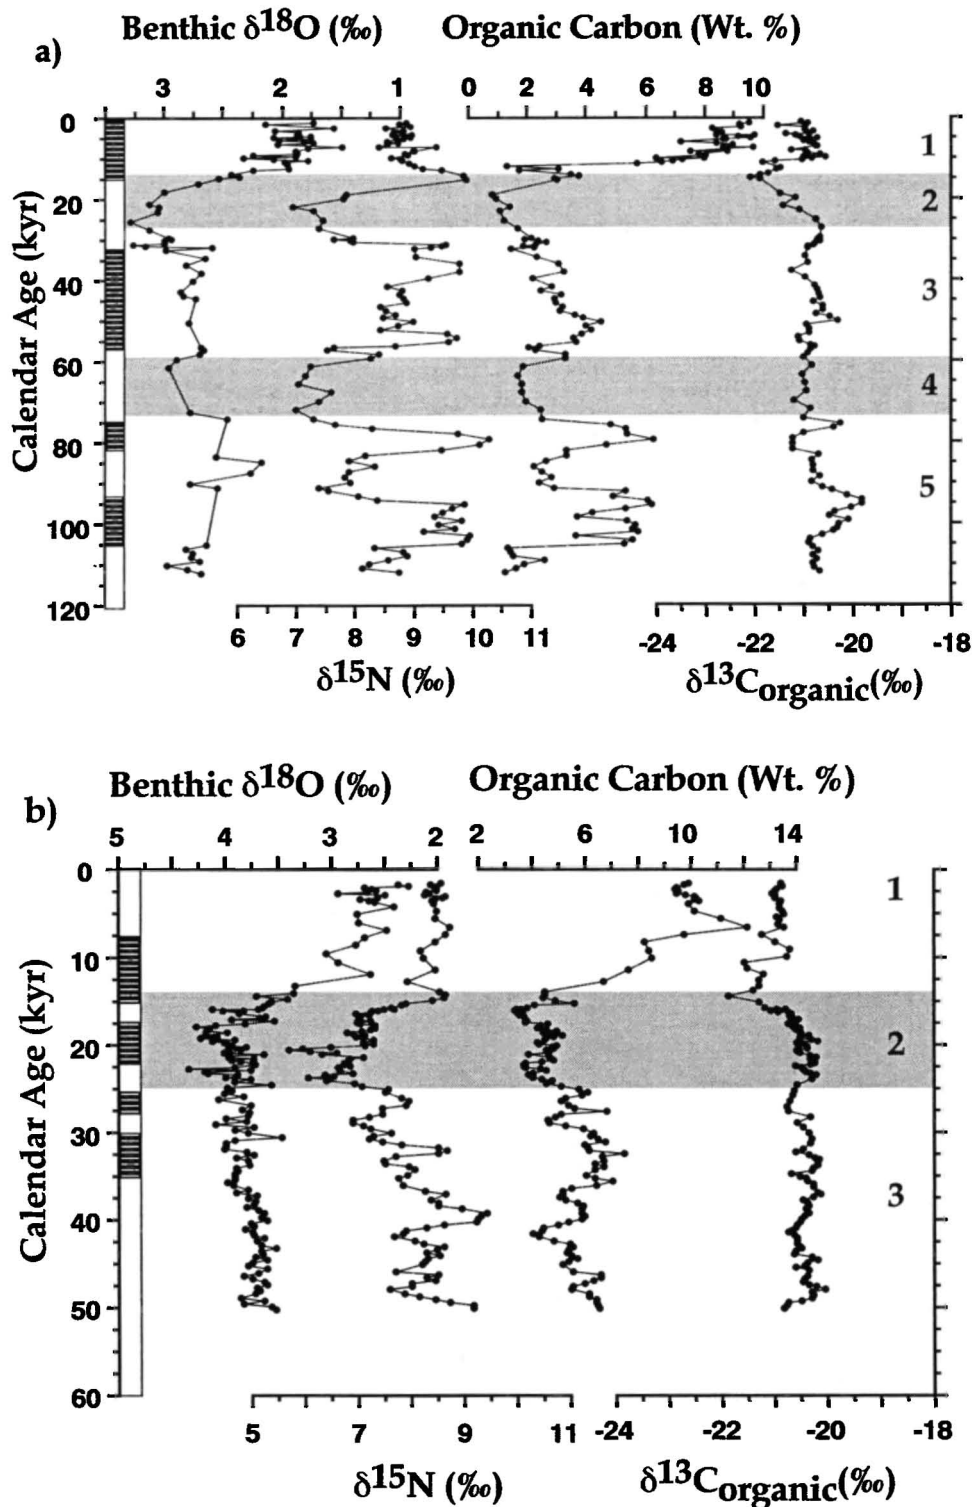 Benthic δ18O (‰) Organic Carbon (Wt. %)
a)
3 2 1 0 2 4 6 8 10
Calendar Age (kyr)
0
20
40
60
80
100
120
1
2
3
4
5
6 7 8 9 10 11 -24 -22 -20 -18
δ15N (‰) δ13Corganic(‰)
Benthic δ18O (‰) Organic Carbon (Wt. %)
b)
5 4 3 2 2 6 10 14
Calendar Age (kyr)
0
10
20
30
40
50
60
1
2
3
5 7 9 11 -24 -22 -20 -18
δ15N (‰) δ13Corganic(‰)